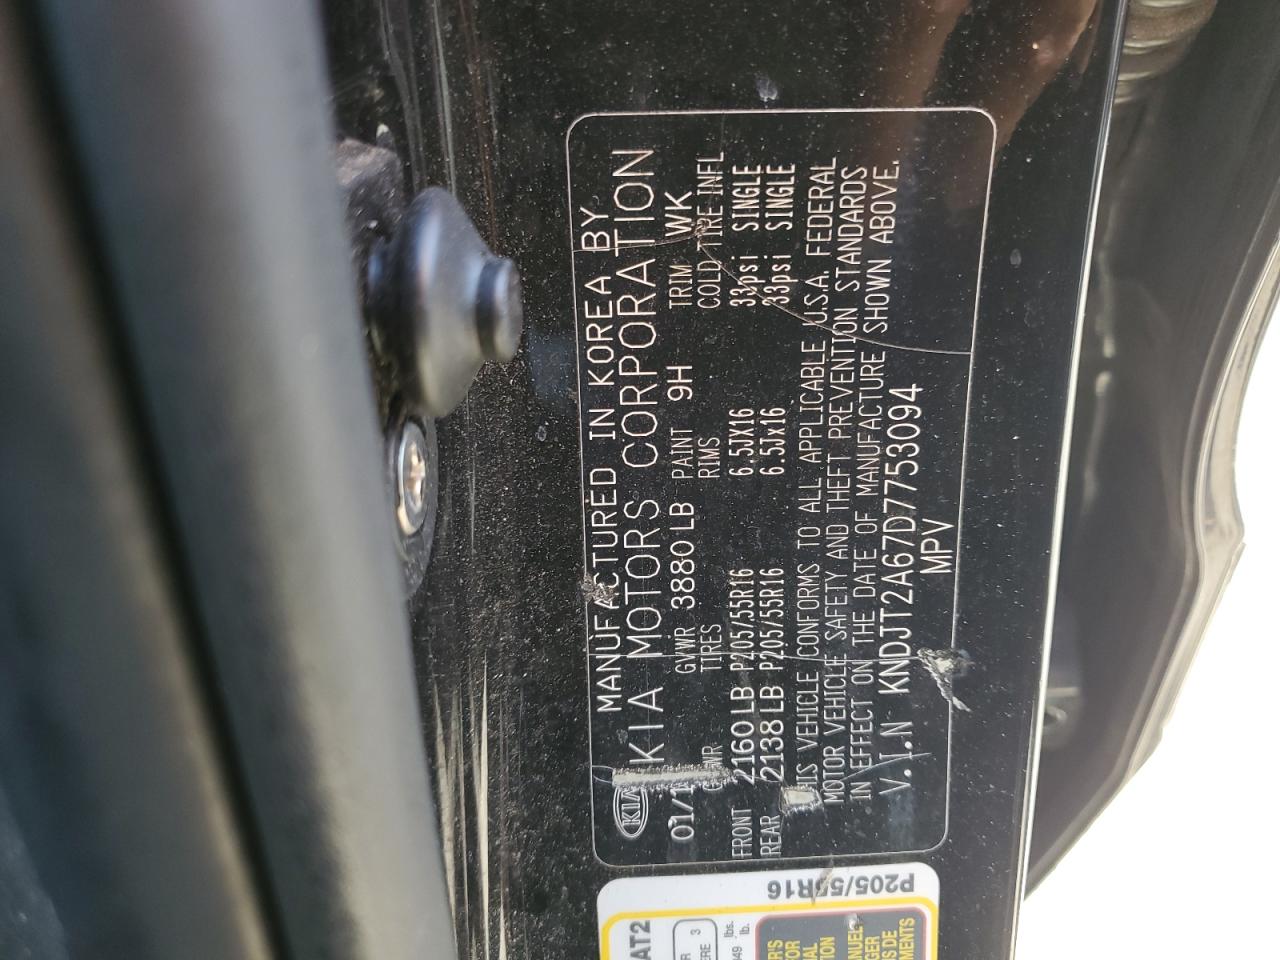 KIA
MANUFACTURED IN KOREA BY
KIA MOTORS CORPORATION
01/1 GVWR 3880 LB PAINT 9H TRIM WK
TIRES RIMS COLD TIRE INFL
FRONT 2160 LB P205/55R16 6.5JX16 33psi SINGLE
REAR 2138 LB P205/55R16 6.5Jx16 33psi SINGLE
THIS VEHICLE CONFORMS TO ALL APPLICABLE U.S.A. FEDERAL
MOTOR VEHICLE SAFETY AND THEFT PREVENTION STANDARDS
IN EFFECT ON THE DATE OF MANUFACTURE SHOWN ABOVE.
V.I.N KNDJT2A67D7753094
MPV
P205/55R16